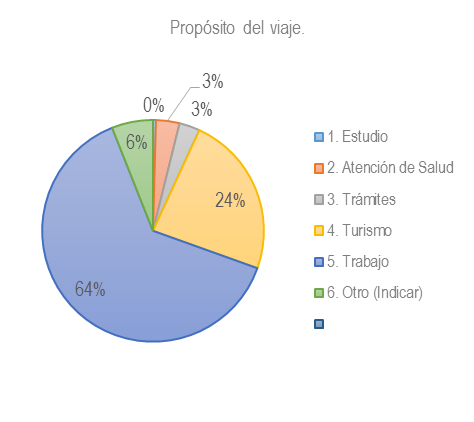 Propósito del viaje.
3%
0%
3%
6%
24%
64%
1. Estudio
2. Atención de Salud
3. Trámites
4. Turismo
5. Trabajo
6. Otro (Indicar)